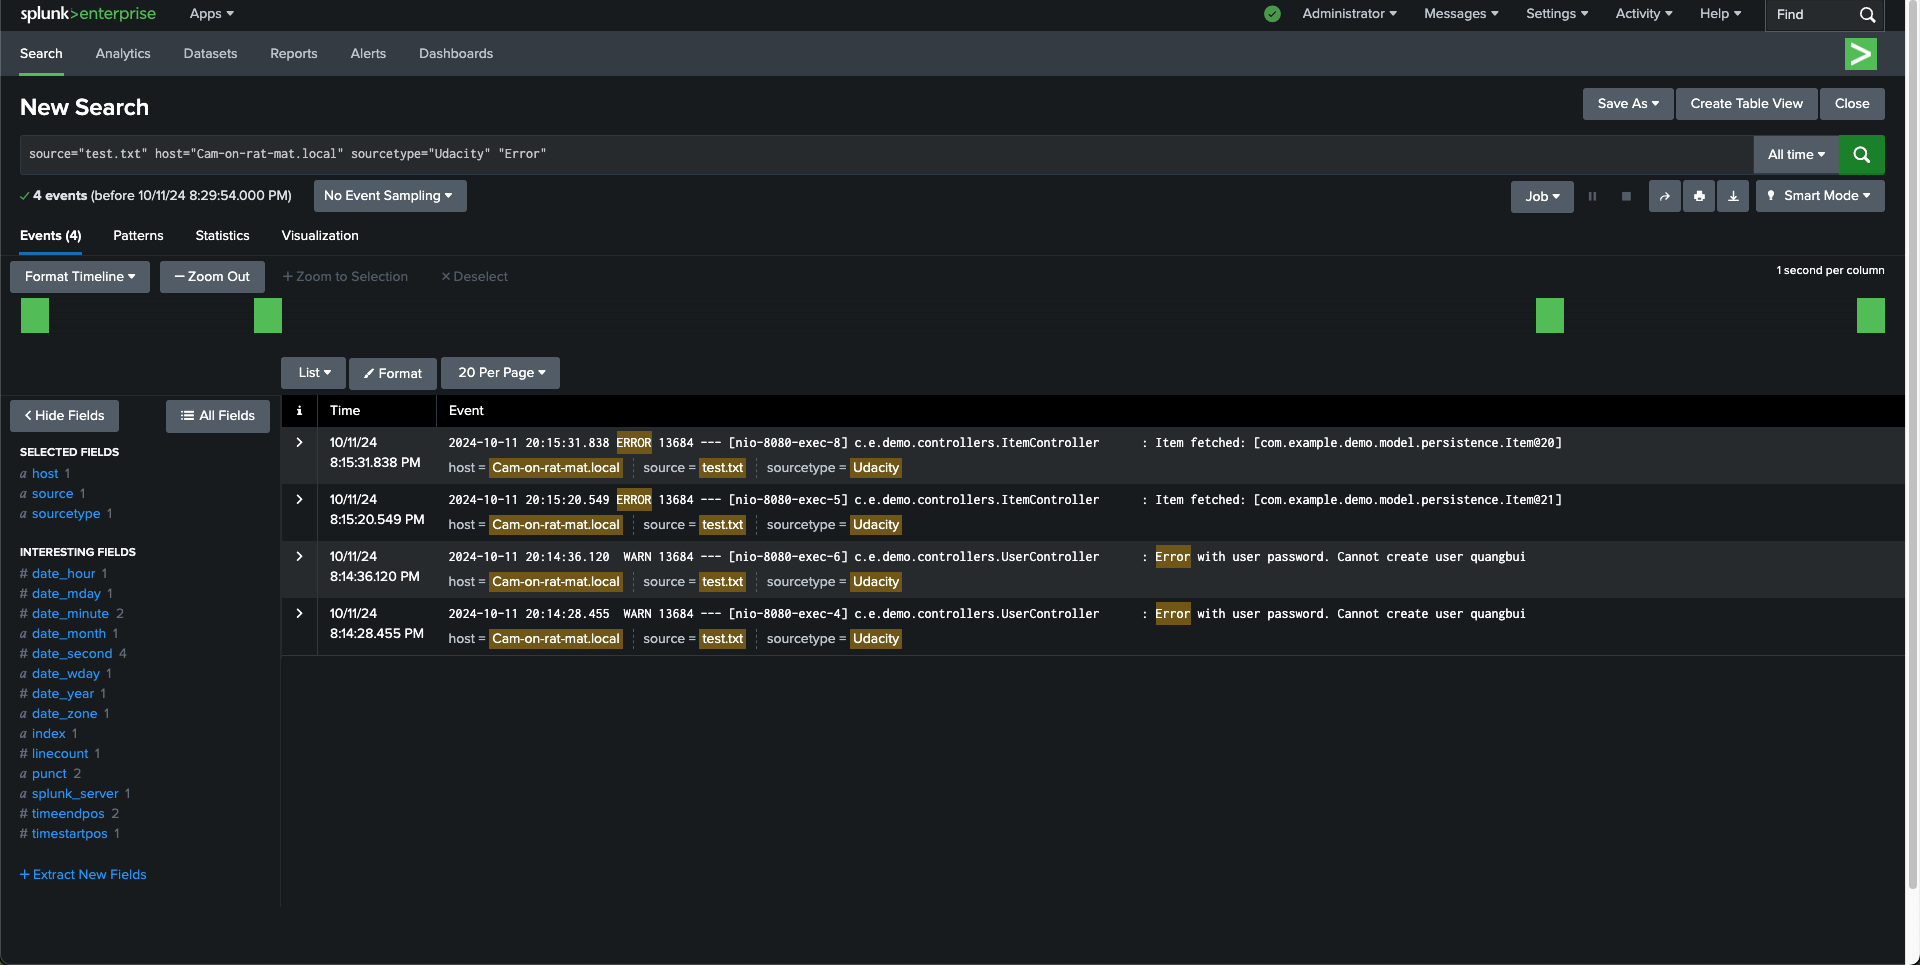 splunk>enterprise Apps Administrator Messages Settings Activity Help Find
Search Analytics Datasets Reports Alerts Dashboards
New Search Save As Create Table View Close
source="test.txt" host="Cam-on-rat-mat.local" sourcetype="Udacity" "Error" All time
4 events (before 10/11/24 8:29:54.000 PM) No Event Sampling Job Smart Mode
Events (4) Patterns Statistics Visualization
Format Timeline — Zoom Out + Zoom to Selection × Deselect 1 second per column
List Format 20 Per Page
< Hide Fields All Fields i Time Event
SELECTED FIELDS
a host 1
a source 1
a sourcetype 1
INTERESTING FIELDS
# date_hour 1
# date_mday 1
# date_minute 2
a date_month 1
# date_second 4
a date_wday 1
# date_year 1
a date_zone 1
a index 1
# linecount 1
a punct 2
a splunk_server 1
# timeendpos 2
# timestartpos 1
+ Extract New Fields
10/11/24 2024-10-11 20:15:31.838 ERROR 13684 --- [nio-8080-exec-8] c.e.demo.controllers.ItemController : Item fetched: [com.example.demo.model.persistence.Item@20]
8:15:31.838 PM host = Cam-on-rat-mat.local source = test.txt sourcetype = Udacity
10/11/24 2024-10-11 20:15:20.549 ERROR 13684 --- [nio-8080-exec-5] c.e.demo.controllers.ItemController : Item fetched: [com.example.demo.model.persistence.Item@21]
8:15:20.549 PM host = Cam-on-rat-mat.local source = test.txt sourcetype = Udacity
10/11/24 2024-10-11 20:14:36.120 WARN 13684 --- [nio-8080-exec-6] c.e.demo.controllers.UserController : Error with user password. Cannot create user quangbui
8:14:36.120 PM host = Cam-on-rat-mat.local source = test.txt sourcetype = Udacity
10/11/24 2024-10-11 20:14:28.455 WARN 13684 --- [nio-8080-exec-4] c.e.demo.controllers.UserController : Error with user password. Cannot create user quangbui
8:14:28.455 PM host = Cam-on-rat-mat.local source = test.txt sourcetype = Udacity